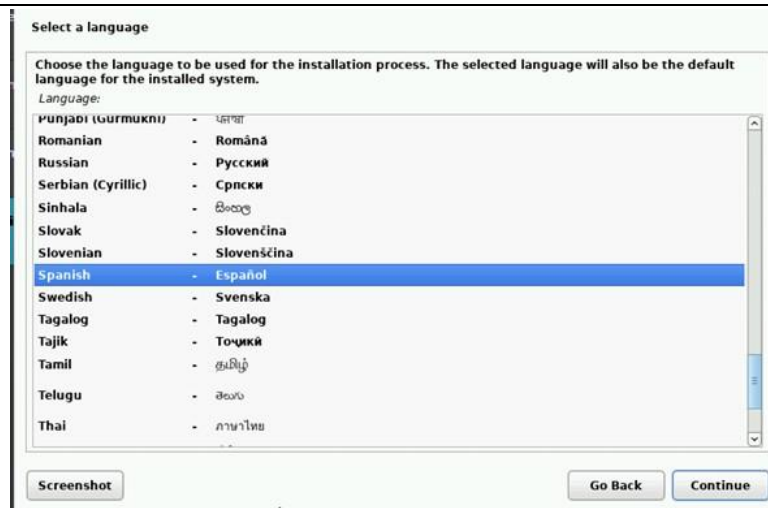 Select a language
Choose the language to be used for the installation process. The selected language will also be the default
language for the installed system.
Language:
Punjabi (Gurmukhi) - ਪੰਜਾਬੀ
Romanian - Română
Russian - Русский
Serbian (Cyrillic) - Српски
Sinhala - සිංහල
Slovak - Slovenčina
Slovenian - Slovenščina
Spanish - Español
Swedish - Svenska
Tagalog - Tagalog
Tajik - Тоҷикӣ
Tamil - தமிழ்
Telugu - తెలుగు
Thai - ภาษาไทย
Screenshot Go Back Continue